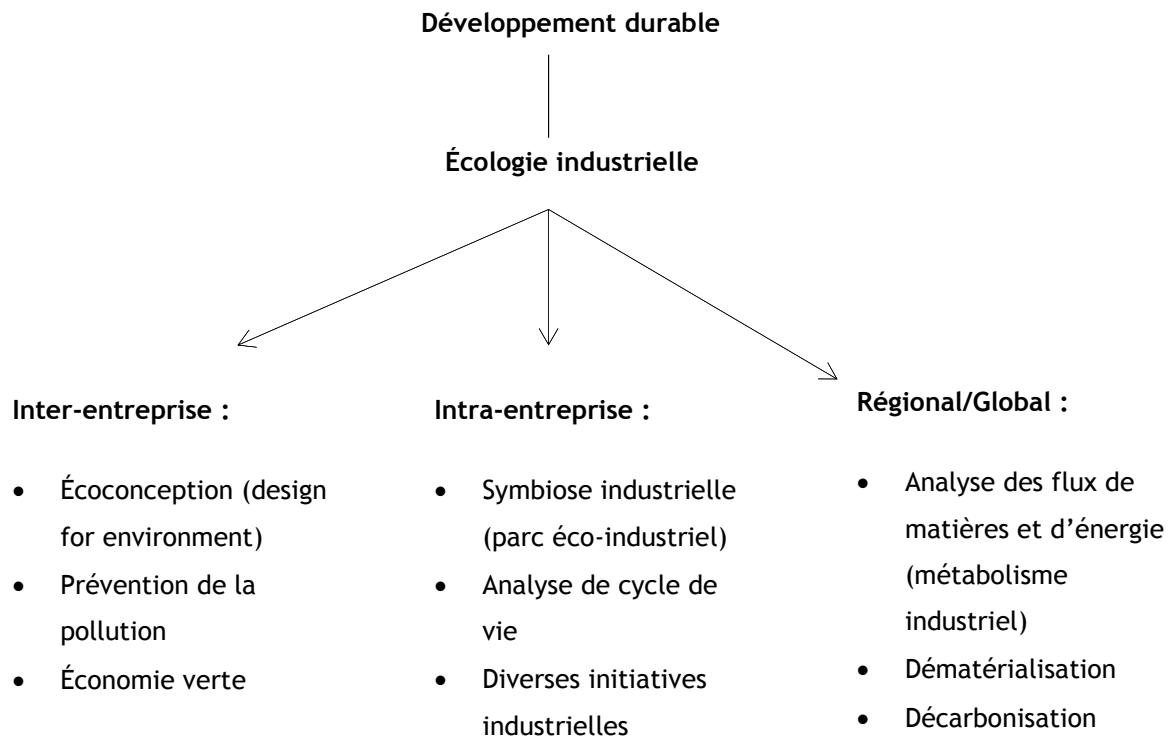 Développement durable
Écologie industrielle
Inter-entreprise :
• Écoconception (design
for environment)
• Prévention de la
pollution
• Économie verte
Intra-entreprise :
• Symbiose industrielle
(parc éco-industriel)
• Analyse de cycle de
vie
• Diverses initiatives
industrielles
Régional/Global :
• Analyse des flux de
matières et d’énergie
(métabolisme
industriel)
• Dématérialisation
• Décarbonisation